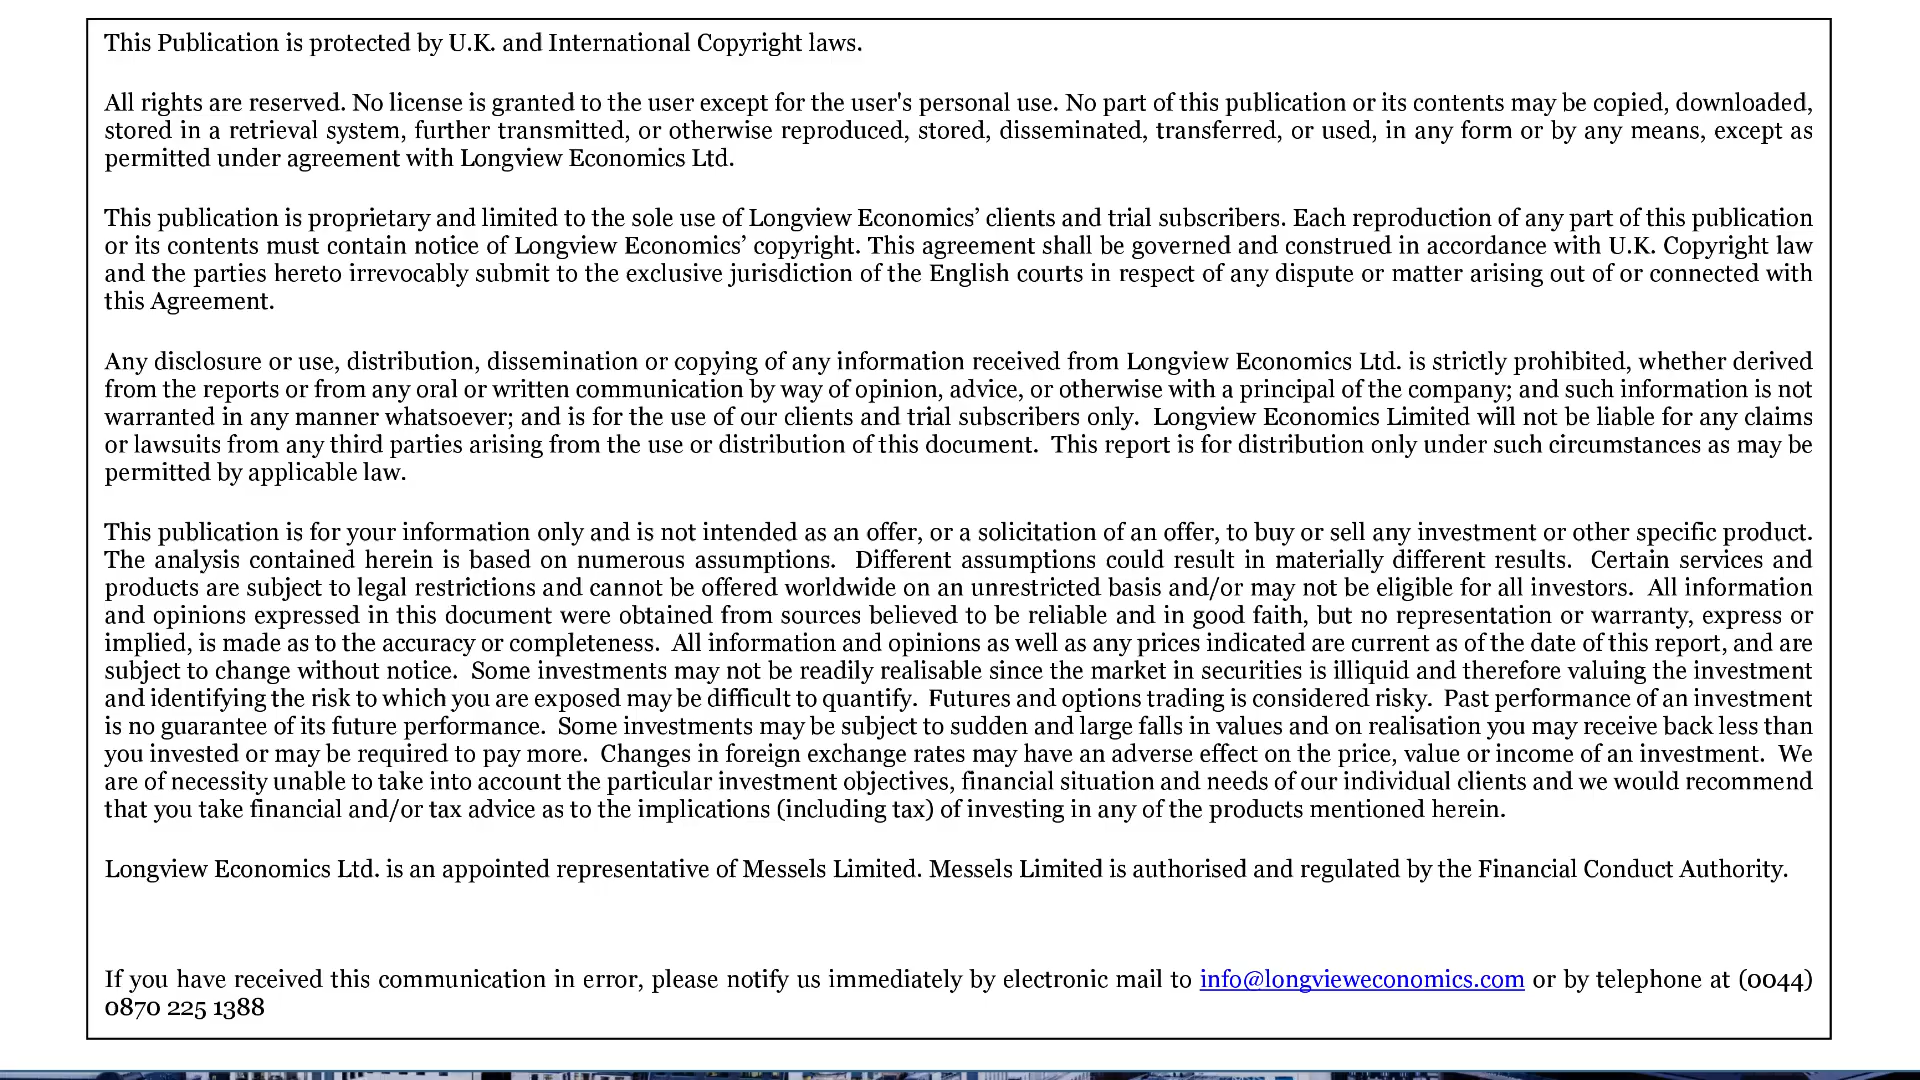 This Publication is protected by U.K. and International Copyright laws.
All rights are reserved. No license is granted to the user except for the user's personal use. No part of this publication or its contents may be copied, downloaded,
stored in a retrieval system, further transmitted, or otherwise reproduced, stored, disseminated, transferred, or used, in any form or by any means, except as
permitted under agreement with Longview Economics Ltd.
This publication is proprietary and limited to the sole use of Longview Economics’ clients and trial subscribers. Each reproduction of any part of this publication
or its contents must contain notice of Longview Economics’ copyright. This agreement shall be governed and construed in accordance with U.K. Copyright law
and the parties hereto irrevocably submit to the exclusive jurisdiction of the English courts in respect of any dispute or matter arising out of or connected with
this Agreement.
Any disclosure or use, distribution, dissemination or copying of any information received from Longview Economics Ltd. is strictly prohibited, whether derived
from the reports or from any oral or written communication by way of opinion, advice, or otherwise with a principal of the company; and such information is not
warranted in any manner whatsoever; and is for the use of our clients and trial subscribers only.  Longview Economics Limited will not be liable for any claims
or lawsuits from any third parties arising from the use or distribution of this document.  This report is for distribution only under such circumstances as may be
permitted by applicable law.
This publication is for your information only and is not intended as an offer, or a solicitation of an offer, to buy or sell any investment or other specific product.
The analysis contained herein is based on numerous assumptions.  Different assumptions could result in materially different results.  Certain services and
products are subject to legal restrictions and cannot be offered worldwide on an unrestricted basis and/or may not be eligible for all investors.  All information
and opinions expressed in this document were obtained from sources believed to be reliable and in good faith, but no representation or warranty, express or
implied, is made as to the accuracy or completeness.  All information and opinions as well as any prices indicated are current as of the date of this report, and are
subject to change without notice.  Some investments may not be readily realisable since the market in securities is illiquid and therefore valuing the investment
and identifying the risk to which you are exposed may be difficult to quantify.  Futures and options trading is considered risky.  Past performance of an investment
is no guarantee of its future performance.  Some investments may be subject to sudden and large falls in values and on realisation you may receive back less than
you invested or may be required to pay more.  Changes in foreign exchange rates may have an adverse effect on the price, value or income of an investment.  We
are of necessity unable to take into account the particular investment objectives, financial situation and needs of our individual clients and we would recommend
that you take financial and/or tax advice as to the implications (including tax) of investing in any of the products mentioned herein.
Longview Economics Ltd. is an appointed representative of Messels Limited. Messels Limited is authorised and regulated by the Financial Conduct Authority.
If you have received this communication in error, please notify us immediately by electronic mail to info@longvieweconomics.com or by telephone at (0044)
0870 225 1388